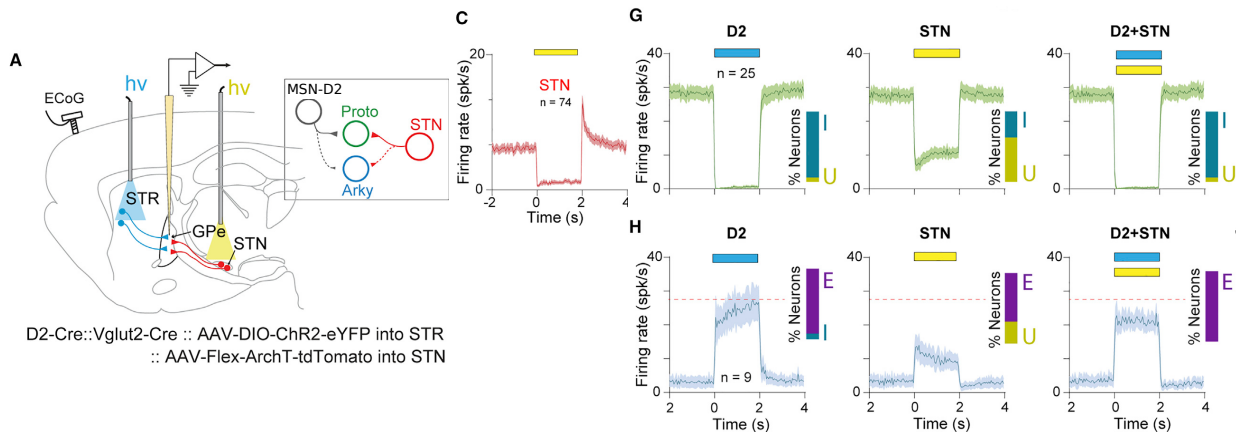 A
hν
hν
ECoG
STR
GPe
STN
MSN-D2
Proto
STN
Arky
D2-Cre::Vglut2-Cre :: AAV-DIO-ChR2-eYFP into STR
:: AAV-Flex-ArchT-tdTomato into STN
C
Firing rate (spk/s)
20
0
STN
n = 74
-2 0 2 4
Time (s)
G
D2
Firing rate (spk/s)
40
0
n = 25
% Neurons
I
U
STN
40
0
% Neurons
I
U
D2+STN
40
0
% Neurons
I
U
H
D2
Firing rate (spk/s)
40
0
n = 9
2 0 2 4
Time (s)
% Neurons
E
I
STN
40
0
2 0 2 4
Time (s)
% Neurons
E
U
D2+STN
40
0
2 0 2 4
Time (s)
% Neurons
E